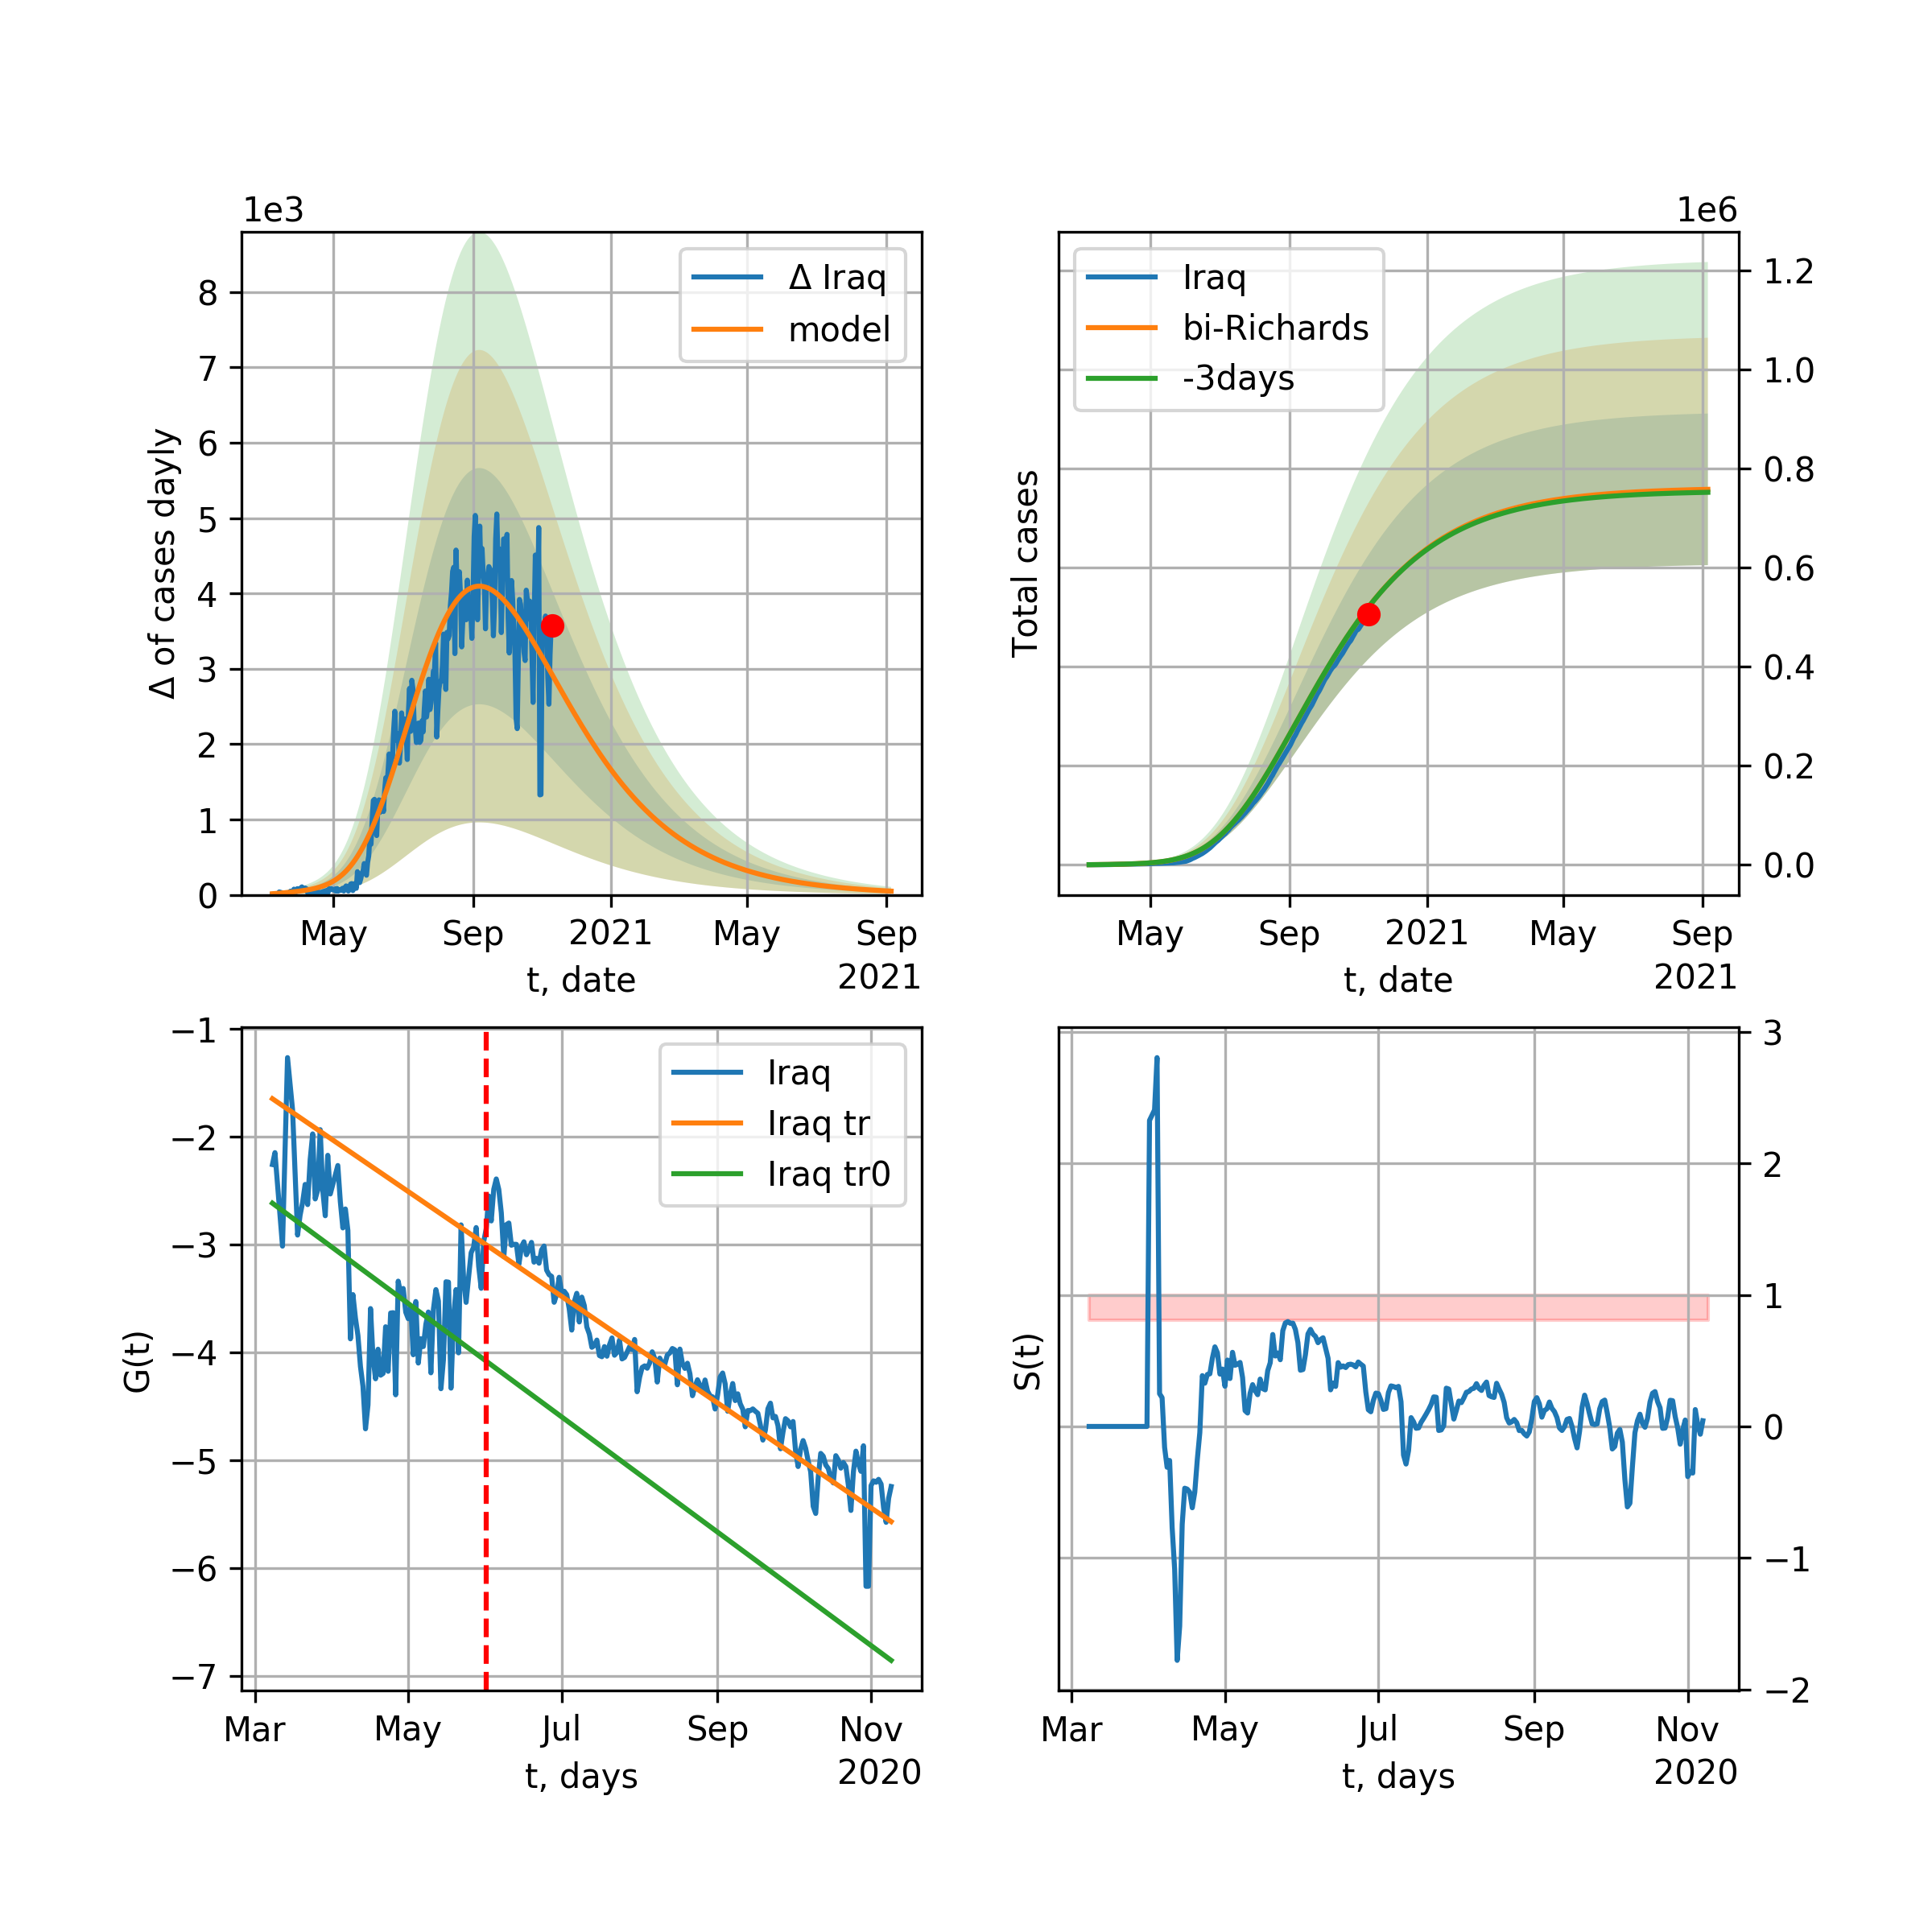 1e3
Δ of cases dayly
8
7
6
5
4
3
2
1
0
Δ Iraq
model
May
Sep
2021
May
Sep
2021
t, date
1e6
Total cases
Iraq
bi-Richards
-3days
1.2
1.0
0.8
0.6
0.4
0.2
0.0
May
Sep
2021
May
Sep
2021
t, date
G(t)
−1
−2
−3
−4
−5
−6
−7
Iraq
Iraq tr
Iraq tr0
Mar
May
Jul
Sep
Nov
2020
t, days
S(t)
3
2
1
0
−1
−2
Mar
May
Jul
Sep
Nov
2020
t, days